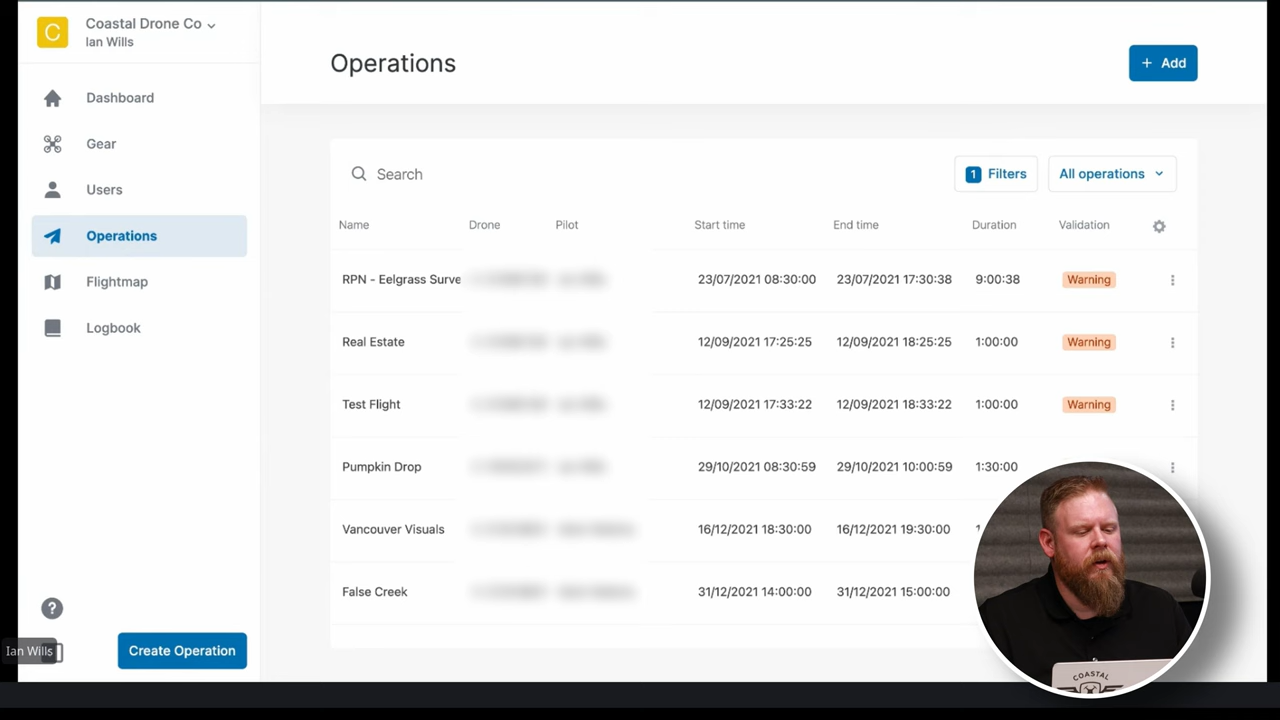 C
Coastal Drone Co
Ian Wills
Dashboard
Gear
Users
Operations
Flightmap
Logbook
?
Ian Wills
Create Operation
Operations
+ Add
Search
1 Filters
All operations
Name Drone Pilot Start time End time Duration Validation
RPN - Eelgrass Surve 23/07/2021 08:30:00 23/07/2021 17:30:38 9:00:38 Warning
Real Estate 12/09/2021 17:25:25 12/09/2021 18:25:25 1:00:00 Warning
Test Flight 12/09/2021 17:33:22 12/09/2021 18:33:22 1:00:00 Warning
Pumpkin Drop 29/10/2021 08:30:59 29/10/2021 10:00:59 1:30:00
Vancouver Visuals 16/12/2021 18:30:00 16/12/2021 19:30:00
False Creek 31/12/2021 14:00:00 31/12/2021 15:00:00
COASTAL